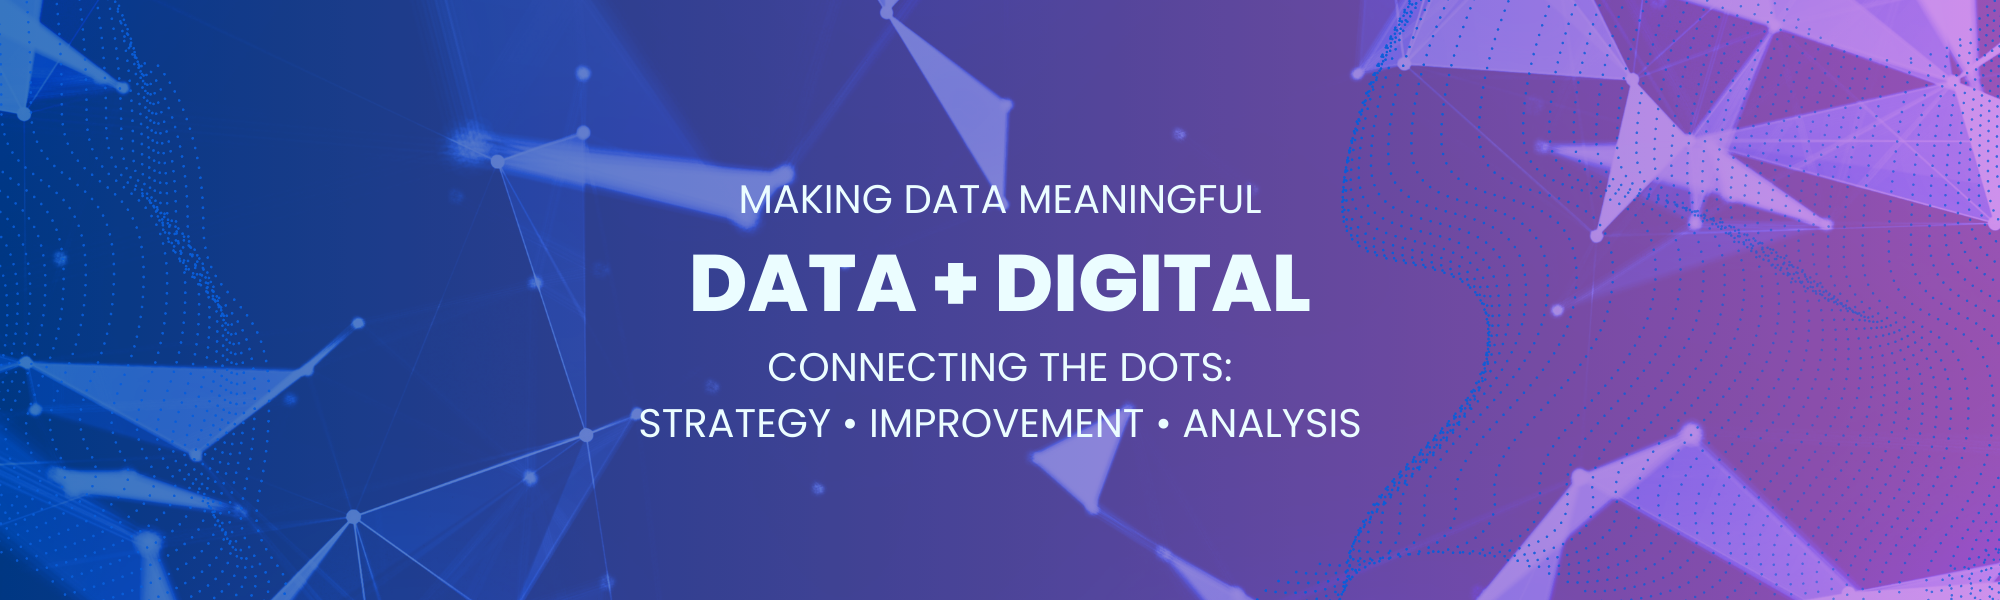 MAKING DATA MEANINGFUL
DATA + DIGITAL
CONNECTING THE DOTS:
STRATEGY • IMPROVEMENT • ANALYSIS